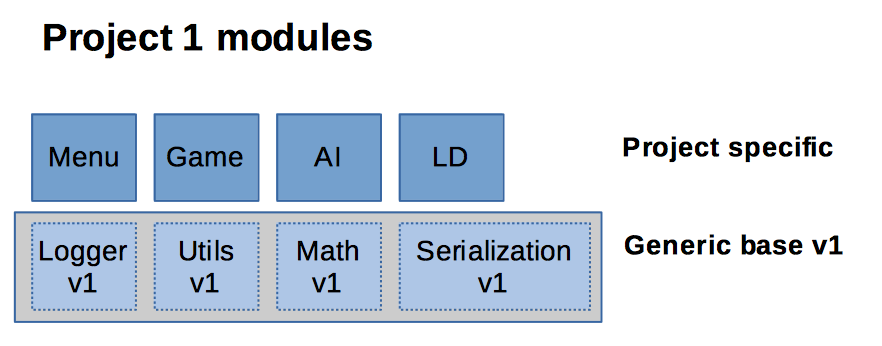 Project 1 modules
Menu Game AI LD Project specific
Logger v1
Utils v1
Math v1
Serialization v1
Generic base v1